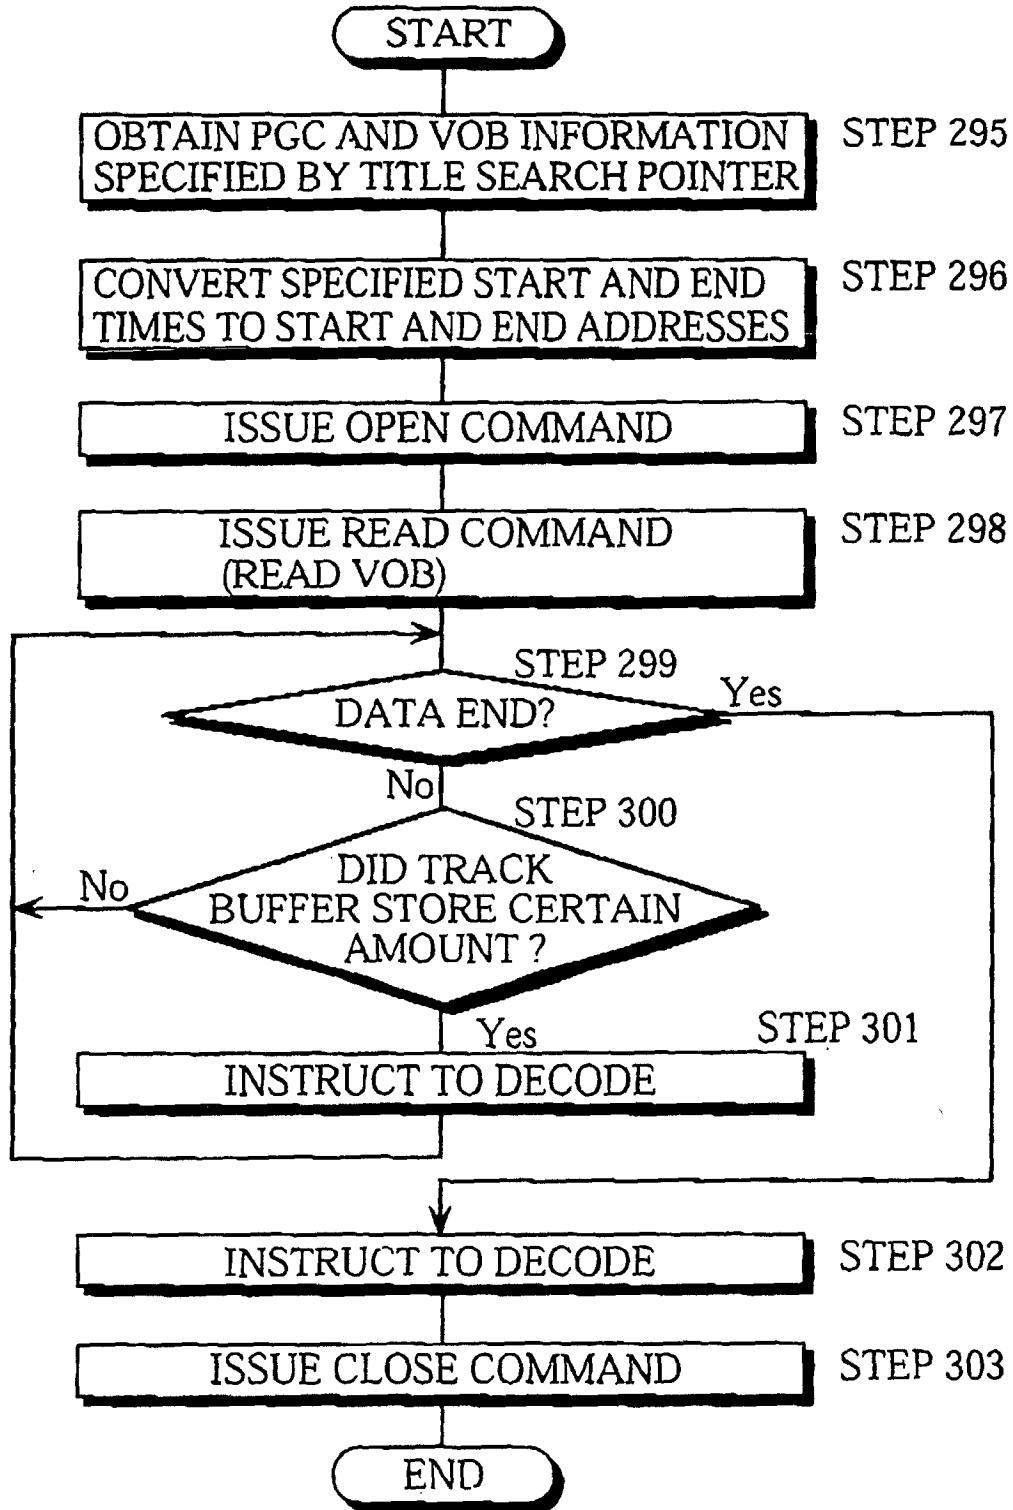 START
OBTAIN PGC AND VOB INFORMATION
SPECIFIED BY TITLE SEARCH POINTER
STEP 295
CONVERT SPECIFIED START AND END
TIMES TO START AND END ADDRESSES
STEP 296
ISSUE OPEN COMMAND
STEP 297
ISSUE READ COMMAND
(READ VOB)
STEP 298
STEP 299
DATA END?
Yes
No
STEP 300
DID TRACK
BUFFER STORE CERTAIN
AMOUNT ?
No
Yes
STEP 301
INSTRUCT TO DECODE
INSTRUCT TO DECODE
STEP 302
ISSUE CLOSE COMMAND
STEP 303
END